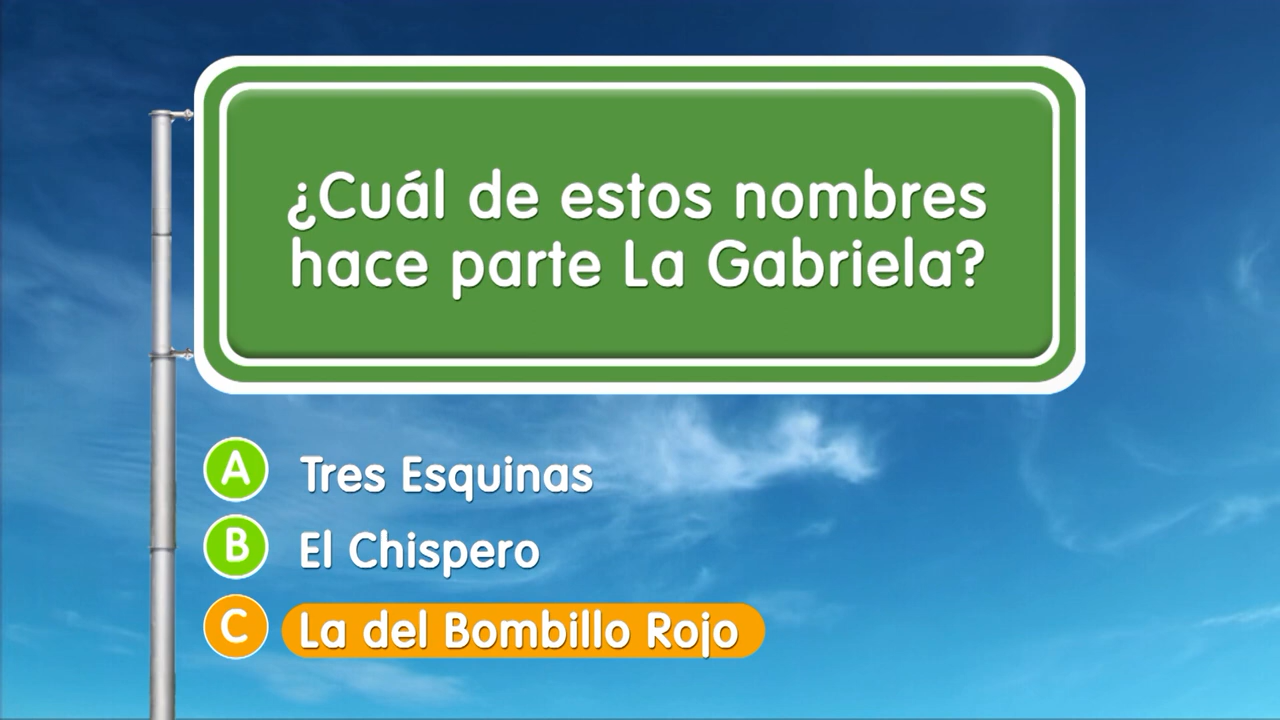 ¿Cuál de estos nombres
hace parte La Gabriela?
A Tres Esquinas
B El Chispero
C La del Bombillo Rojo